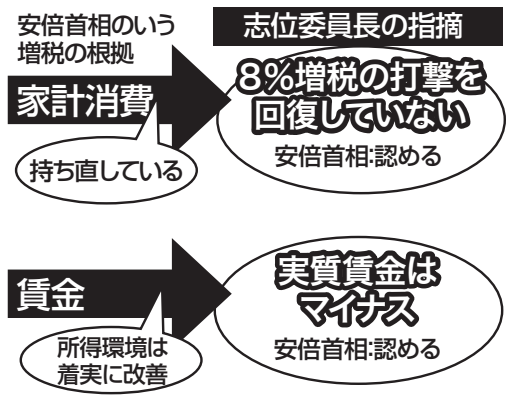 安倍首相のいう
増税の根拠
志位委員長の指摘
家計消費
持ち直している
８％増税の打撃を
回復していない
安倍首相:認める
賃金
所得環境は
着実に改善
実質賃金は
マイナス
安倍首相:認める